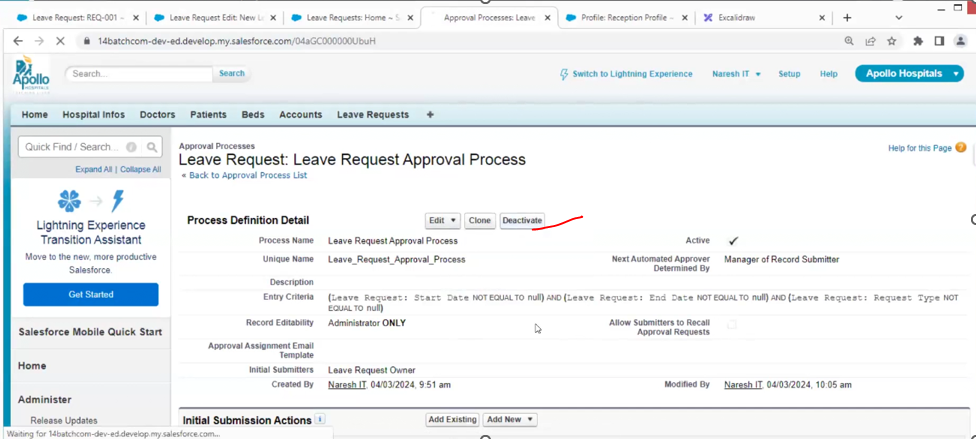 Leave Request: REQ-001 ~
Leave Request Edit: New Le
Leave Requests: Home ~ S
Approval Processes: Leave
Profile: Reception Profile ~
Excalidraw
14batchcom-dev-ed.develop.my.salesforce.com/04aGC000000UbuH
Apollo
HOSPITALS
Search...
Search
Switch to Lightning Experience
Naresh IT
Setup
Help
Apollo Hospitals
Home
Hospital Infos
Doctors
Patients
Beds
Accounts
Leave Requests
+
Quick Find / Search...
Expand All | Collapse All
Lightning Experience
Transition Assistant
Move to the new, more productive
Salesforce.
Get Started
Salesforce Mobile Quick Start
Home
Administer
Release Updates
Approval Processes
Leave Request: Leave Request Approval Process
« Back to Approval Process List
Help for this Page
Process Definition Detail
Edit
Clone
Deactivate
Process Name
Leave Request Approval Process
Active
Unique Name
Leave_Request_Approval_Process
Next Automated Approver
Determined By
Manager of Record Submitter
Description
Entry Criteria
(Leave Request: Start Date NOT EQUAL TO null) AND (Leave Request: End Date NOT EQUAL TO null) AND (Leave Request: Request Type NOT
EQUAL TO null)
Record Editability
Administrator ONLY
Allow Submitters to Recall
Approval Requests
Approval Assignment Email
Template
Initial Submitters
Leave Request Owner
Created By
Naresh IT, 04/03/2024, 9:51 am
Modified By
Naresh IT, 04/03/2024, 10:05 am
Initial Submission Actions
Add Existing
Add New
Waiting for 14batchcom-dev-ed.develop.my.salesforce.com...